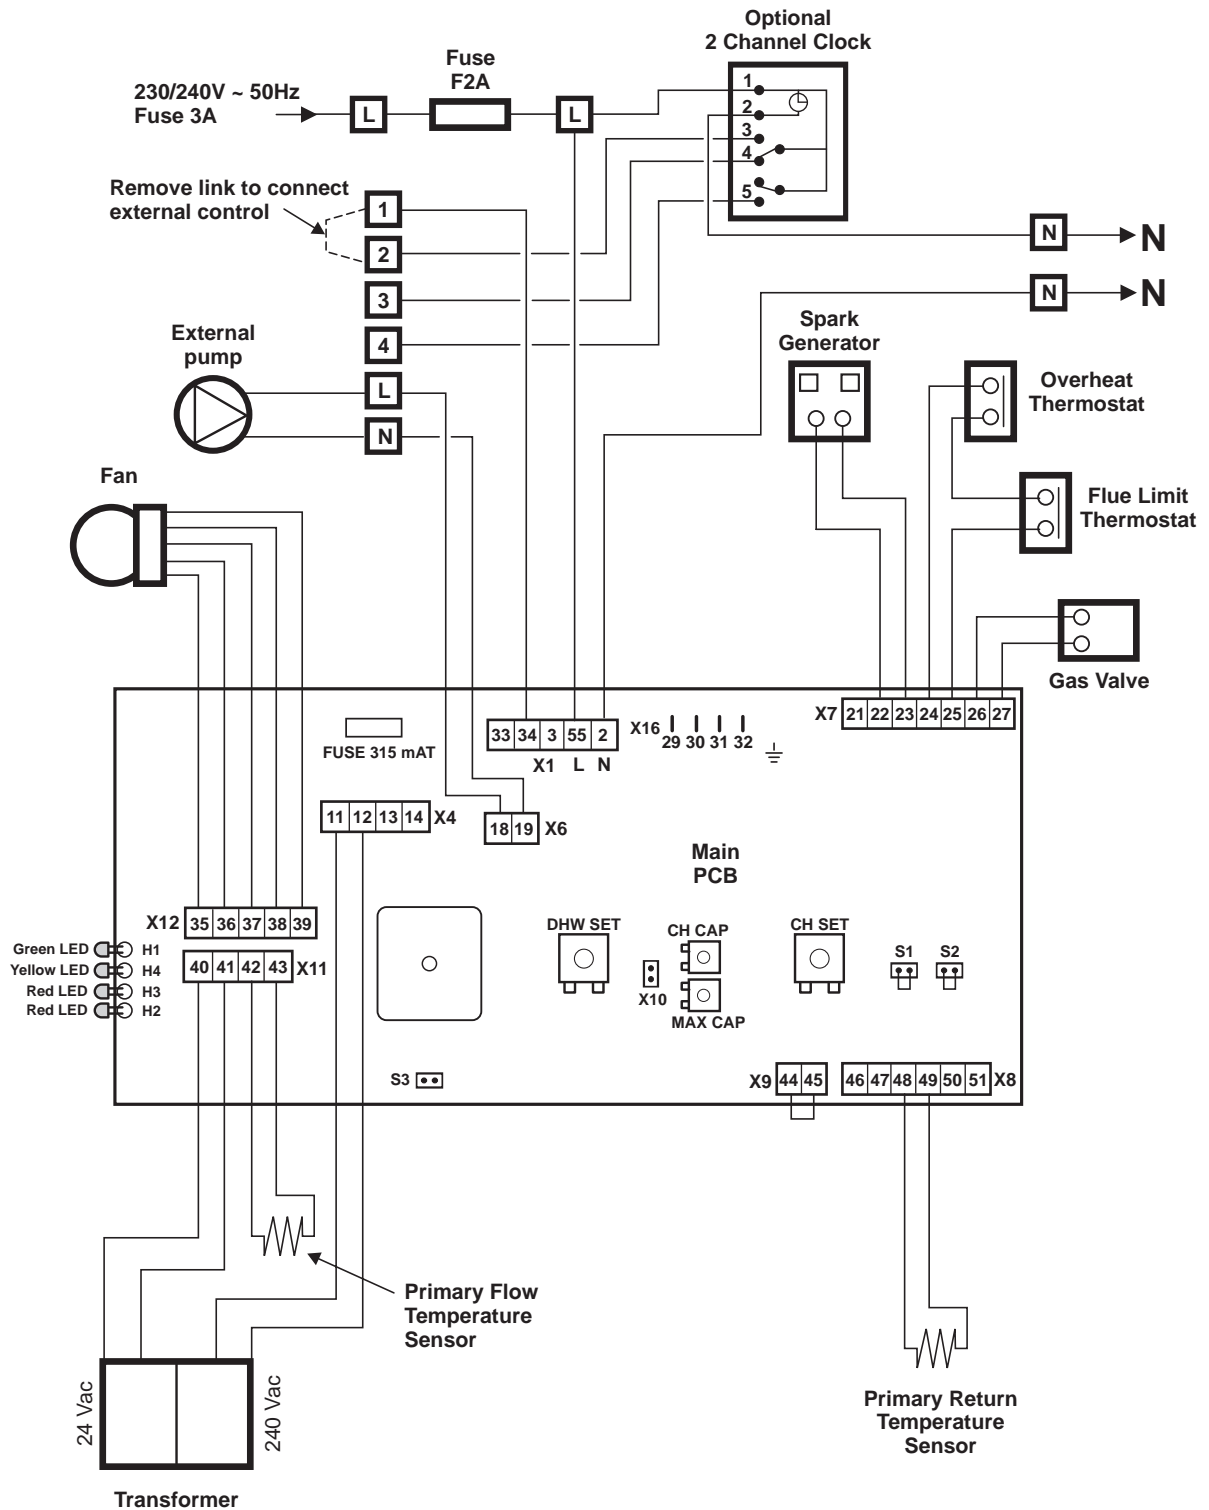 Optional
2 Channel Clock
Fuse
F2A
230/240V ~ 50Hz
Fuse 3A
L
L
1
2
3
4
5
Remove link to connect
external control
1
2
3
4
L
N
N
N
N
N
External
pump
Spark
Generator
Overheat
Thermostat
Fan
Flue Limit
Thermostat
Gas Valve
FUSE 315 mAT
33 34 3 55 2
X1 L N
X16
29 30 31 32
X7 21 22 23 24 25 26 27
11 12 13 14 X4
18 19 X6
Main
PCB
X12 35 36 37 38 39
40 41 42 43 X11
Green LED H1
Yellow LED H4
Red LED H3
Red LED H2
DHW SET
CH CAP
CH SET
S1
S2
X10
MAX CAP
S3
X9 44 45
46 47 48 49 50 51 X8
Primary Flow
Temperature
Sensor
24 Vac
240 Vac
Transformer
Primary Return
Temperature
Sensor